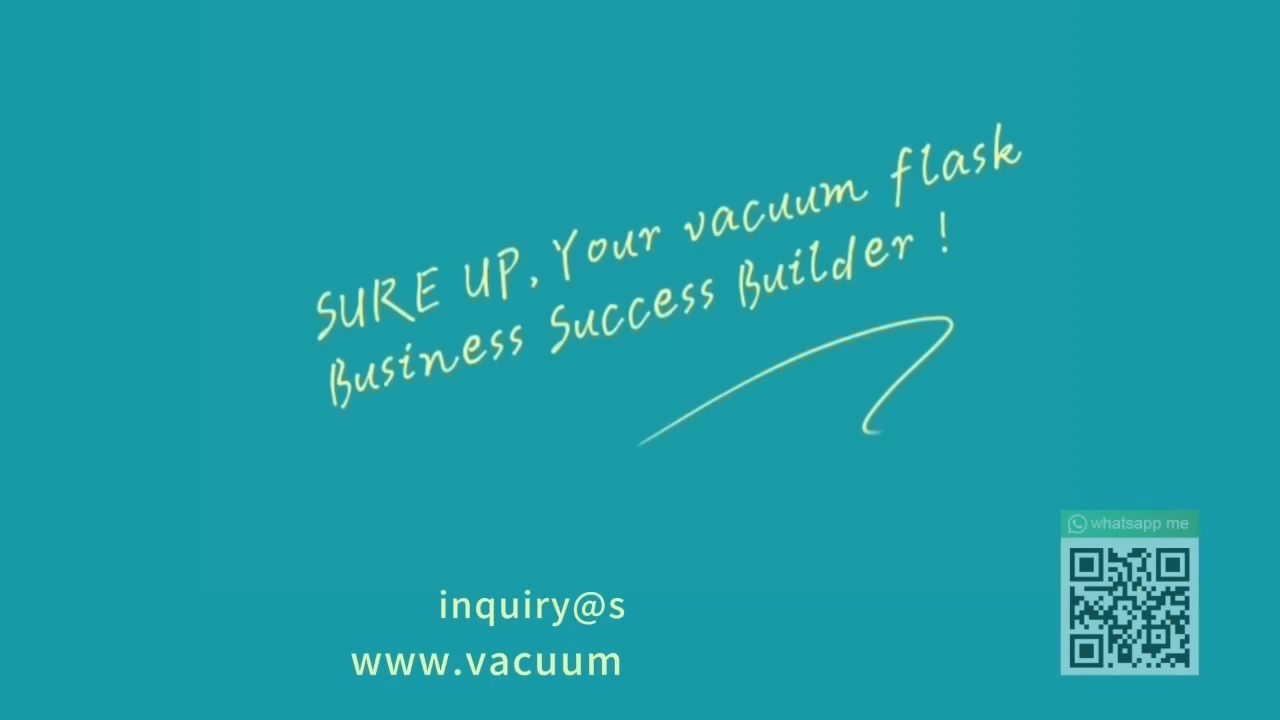 SURE UP, Your vacuum flask
Business Success Builder !
whatsapp me
inquiry@s
www.vacuum